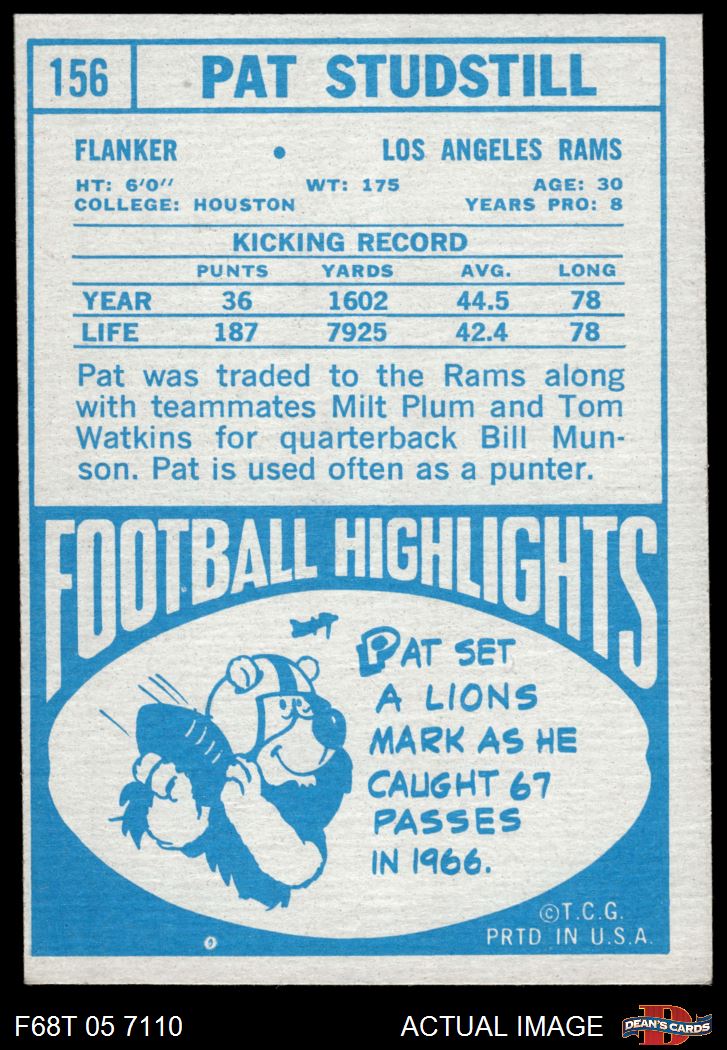 156 PAT STUDSTILL
FLANKER • LOS ANGELES RAMS
HT: 6'0" WT: 175 AGE: 30
COLLEGE: HOUSTON YEARS PRO: 8
KICKING RECORD
PUNTS YARDS AVG. LONG
YEAR 36 1602 44.5 78
LIFE 187 7925 42.4 78
Pat was traded to the Rams along
with teammates Milt Plum and Tom
Watkins for quarterback Bill Mun-
son. Pat is used often as a punter.
FOOTBALL HIGHLIGHTS
PAT SET
A LIONS
MARK AS HE
CAUGHT 67
PASSES
IN 1966.
©T.C.G.
PRTD IN U.S.A.
F68T 05 7110 ACTUAL IMAGE D DEAN'S CARDS